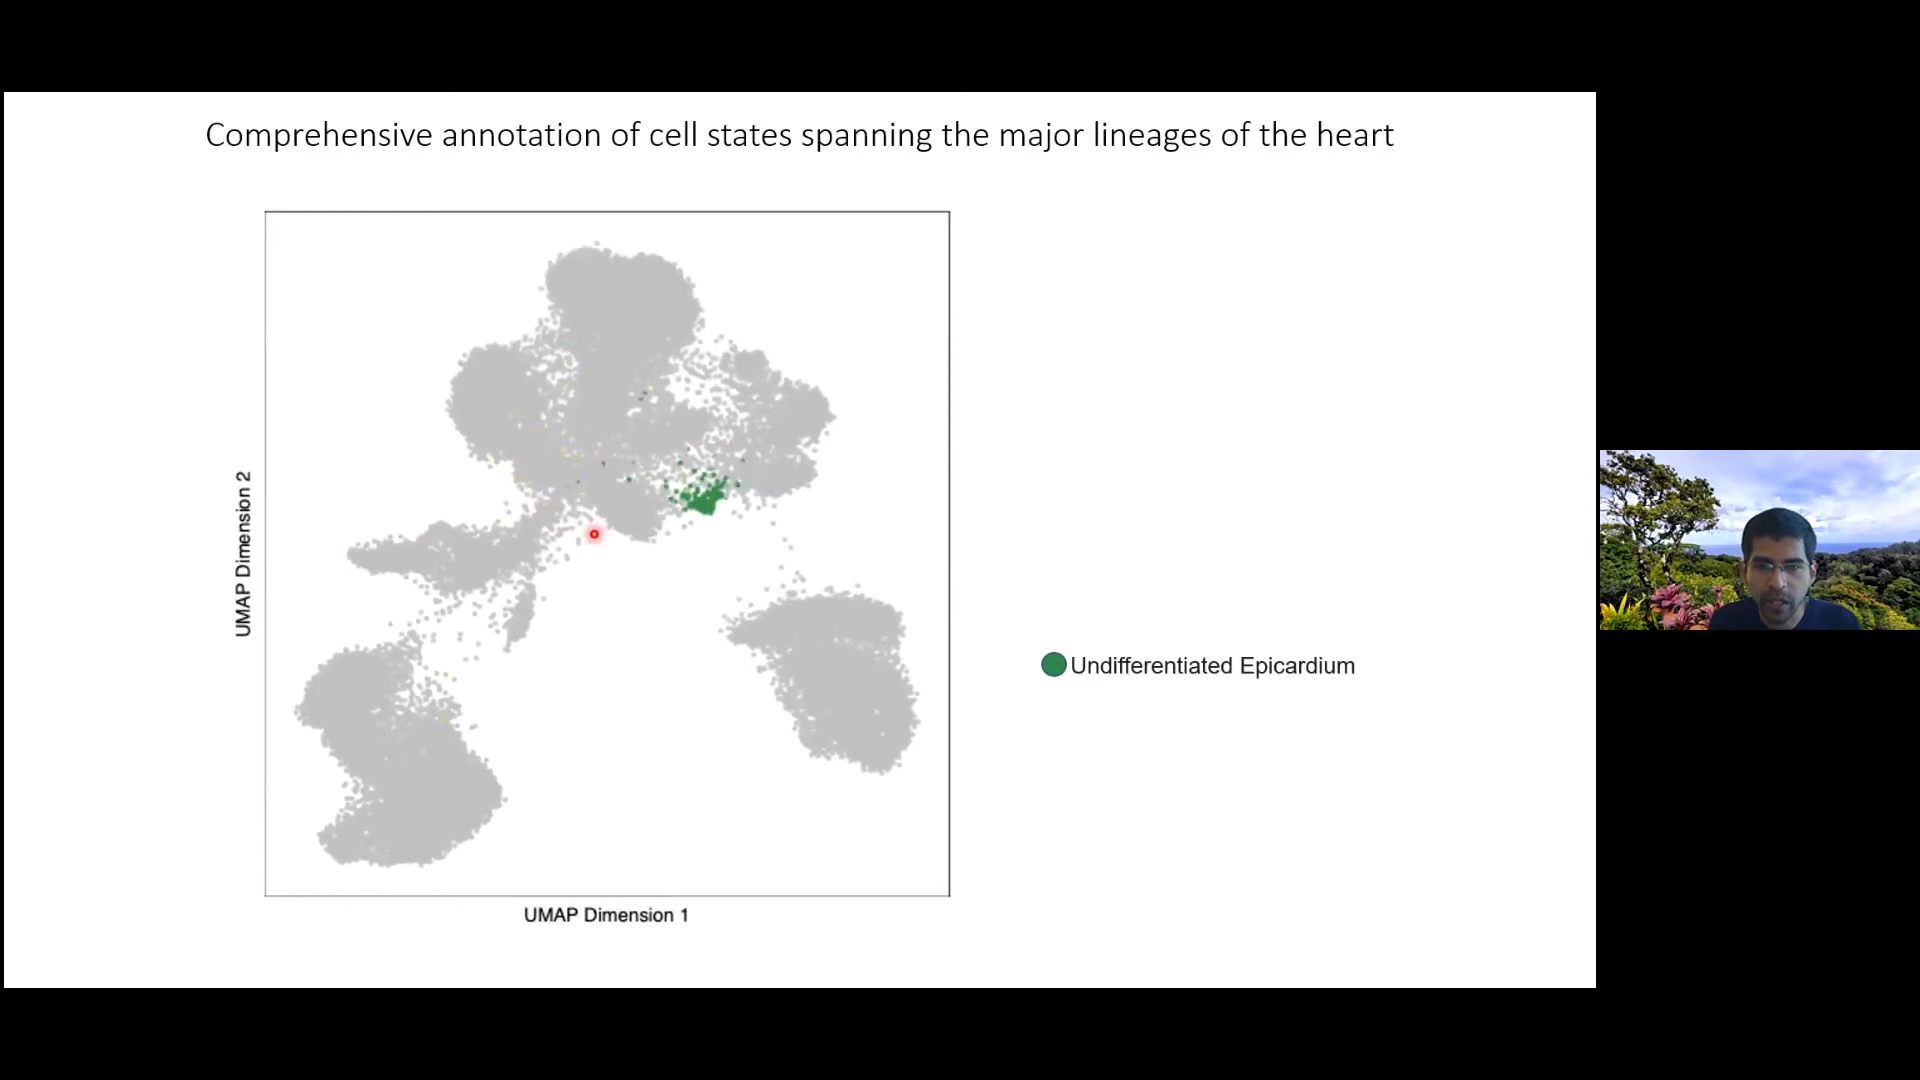 Comprehensive annotation of cell states spanning the major lineages of the heart
UMAP Dimension 2
Undifferentiated Epicardium
UMAP Dimension 1